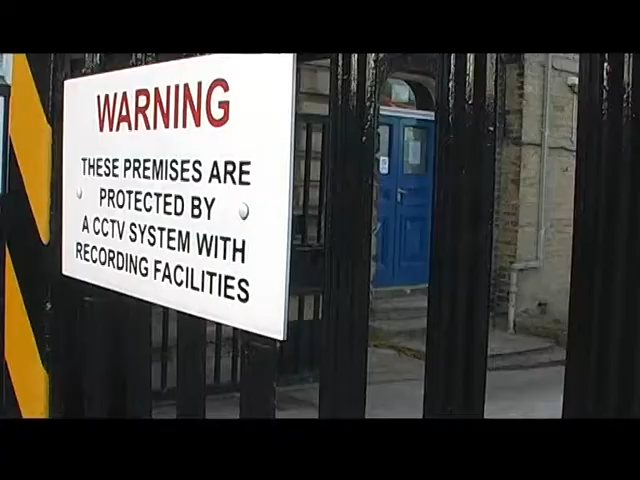 WARNING
THESE PREMISES ARE
PROTECTED BY
A CCTV SYSTEM WITH
RECORDING FACILITIES